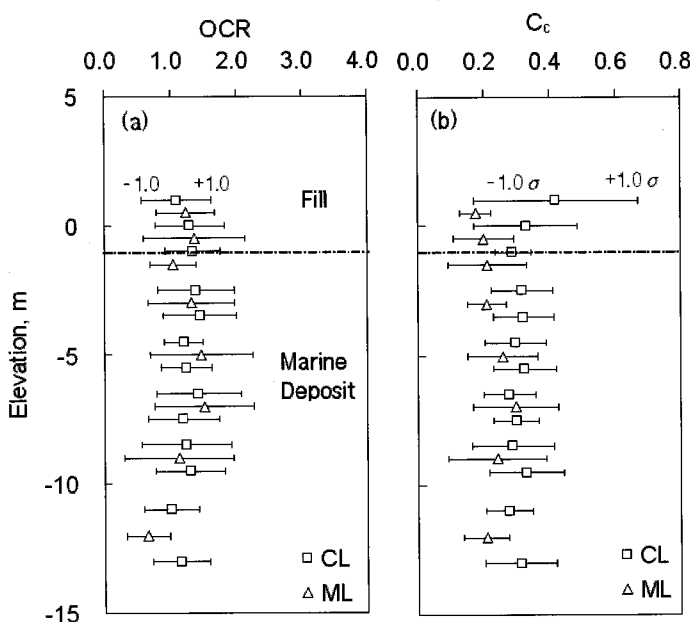 OCR
0.0 1.0 2.0 3.0 4.0
C_c
0.0 0.2 0.4 0.6 0.8
Elevation, m
5
0
-5
-10
-15
(a)
-1.0 +1.0
Fill
Marine
Deposit
□ CL
△ ML
(b)
-1.0 σ +1.0 σ
□ CL
△ ML